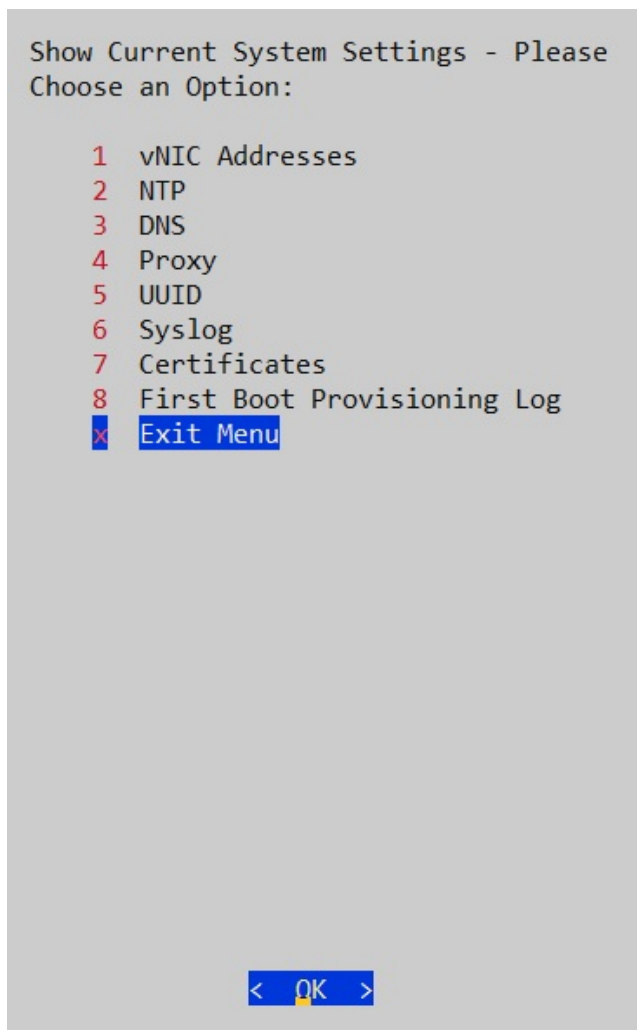 Show Current System Settings - Please
Choose an Option:
1 vNIC Addresses
2 NTP
3 DNS
4 Proxy
5 UUID
6 Syslog
7 Certificates
8 First Boot Provisioning Log
x Exit Menu
< OK >